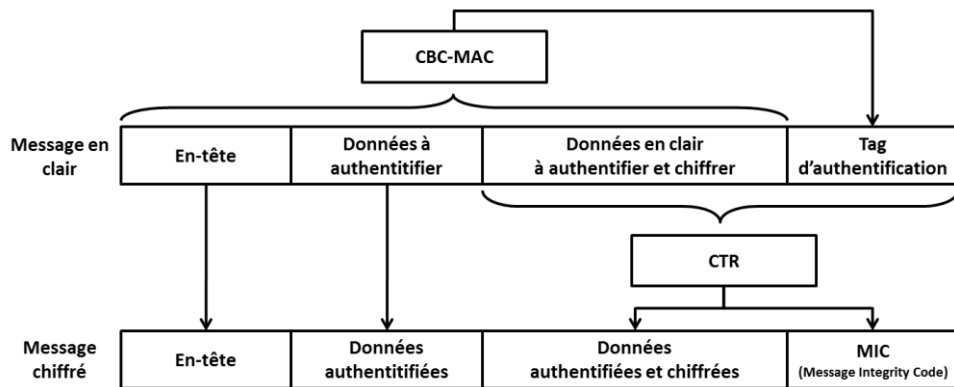 CBC-MAC
Message en
clair
En-tête
Données à
authentitifier
Données en clair
à authentifier et chiffrer
Tag
d'authentification
CTR
Message
chiffré
En-tête
Données
authentitifiées
Données
authentifiées et chiffrées
MIC
(Message Integrity Code)